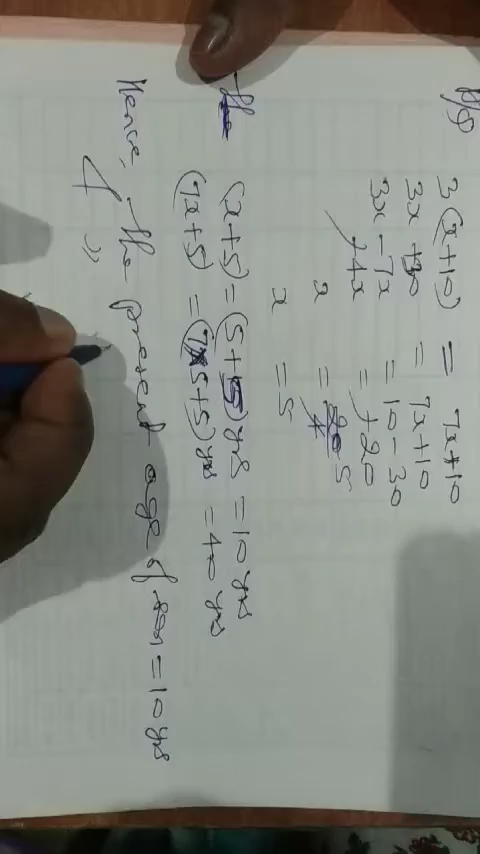 3(x+10) = 7x+10
3x+30 = 7x+10
3x-7x = 10-30
-4x = -20
x = 20/4 5
x = 5
The (x+5) = (5+5)yrs = 10 yrs
(7x+5) = (7x5+5) yrs = 40 yrs
Hence, the present age of son = 10 yrs
" "